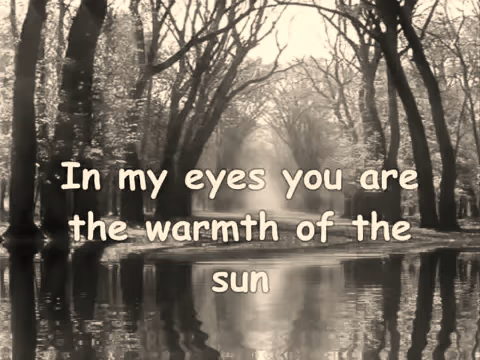 In my eyes you are
the warmth of the
sun